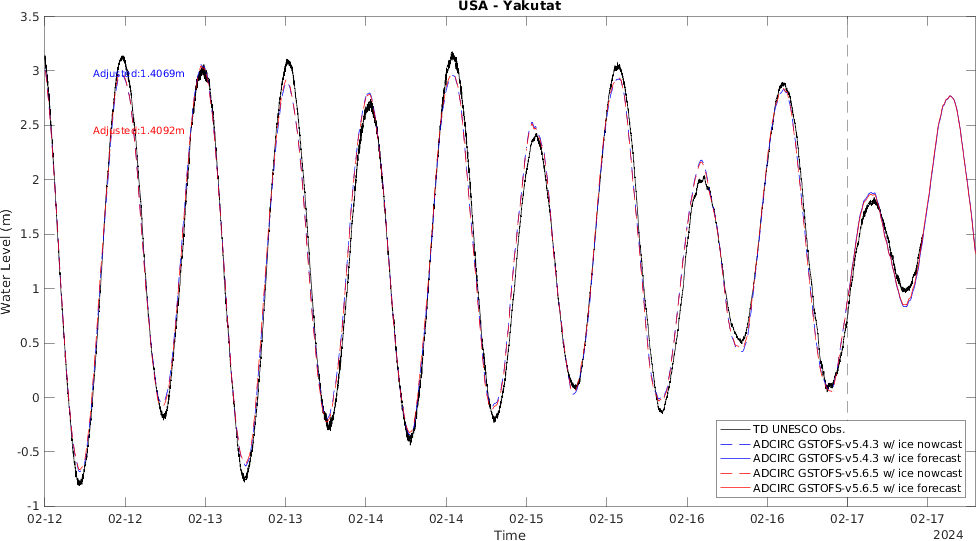 USA - Yakutat
3.5
3
2.5
2
1.5
1
0.5
0
-0.5
-1
Water Level (m)
Adjusted:1.4069m
Adjusted:1.4092m
TD UNESCO Obs.
ADCIRC GSTOFS-v5.4.3 w/ ice nowcast
ADCIRC GSTOFS-v5.4.3 w/ ice forecast
ADCIRC GSTOFS-v5.6.5 w/ ice nowcast
ADCIRC GSTOFS-v5.6.5 w/ ice forecast
02-12 02-12 02-13 02-13 02-14 02-14 02-15 02-15 02-16 02-16 02-17 02-17
Time
2024